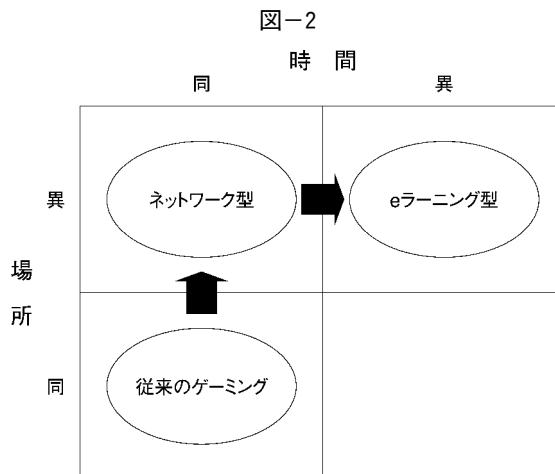 図－2
時　間
同
異
異
ネットワーク型
eラーニング型
場
所
同
従来のゲーミング